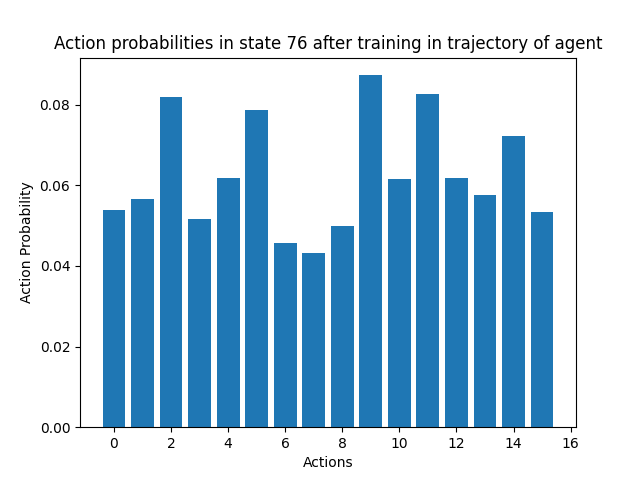 Action probabilities in state 76 after training in trajectory of agent
0.08
0.06
0.04
0.02
0.00
Action Probability
0 2 4 6 8 10 12 14 16
Actions